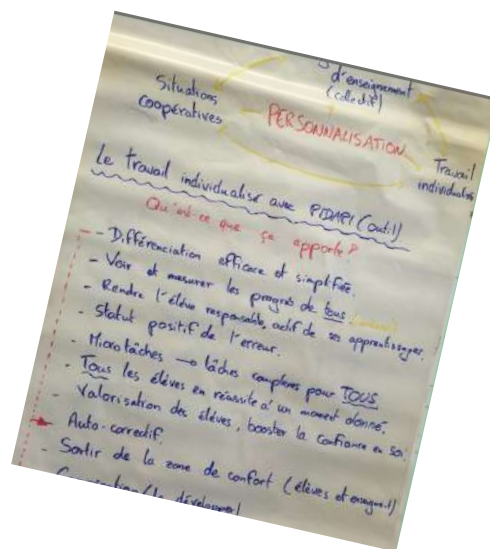 d'enseignement
(collectif)
Situations
coopératives
PERSONNALISATION
Travail
individualisé
Le travail individualisé avec PIDAPI (outil)
Qu'est-ce que ça apporte?
- Différenciation efficace et simplifiée.
- Voir et mesurer les progrès de tous
- Rendre l'élève responsable, actif de ses apprentissages.
- Statut positif de l'erreur.
- Microtâches → tâches complexes pour TOUS
- Tous les élèves en réussite à un moment donné.
- Valorisation des élèves, booster la confiance en soi.
- Auto-correctif.
- Sortir de la zone de confort (élèves et enseignant)